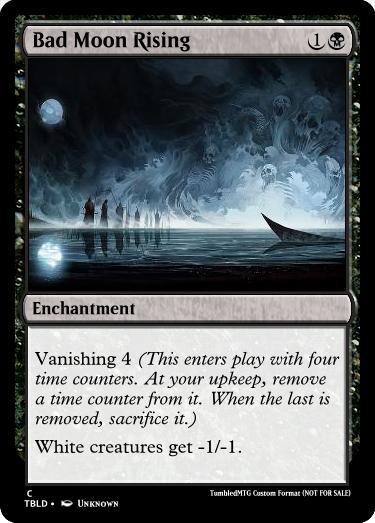 Bad Moon Rising 1
Enchantment
Vanishing 4 (This enters play with four
time counters. At your upkeep, remove
a time counter from it. When the last is
removed, sacrifice it.)
White creatures get -1/-1.
C
TumbledMTG Custom Format (NOT FOR SALE)
TBLD • Unknown